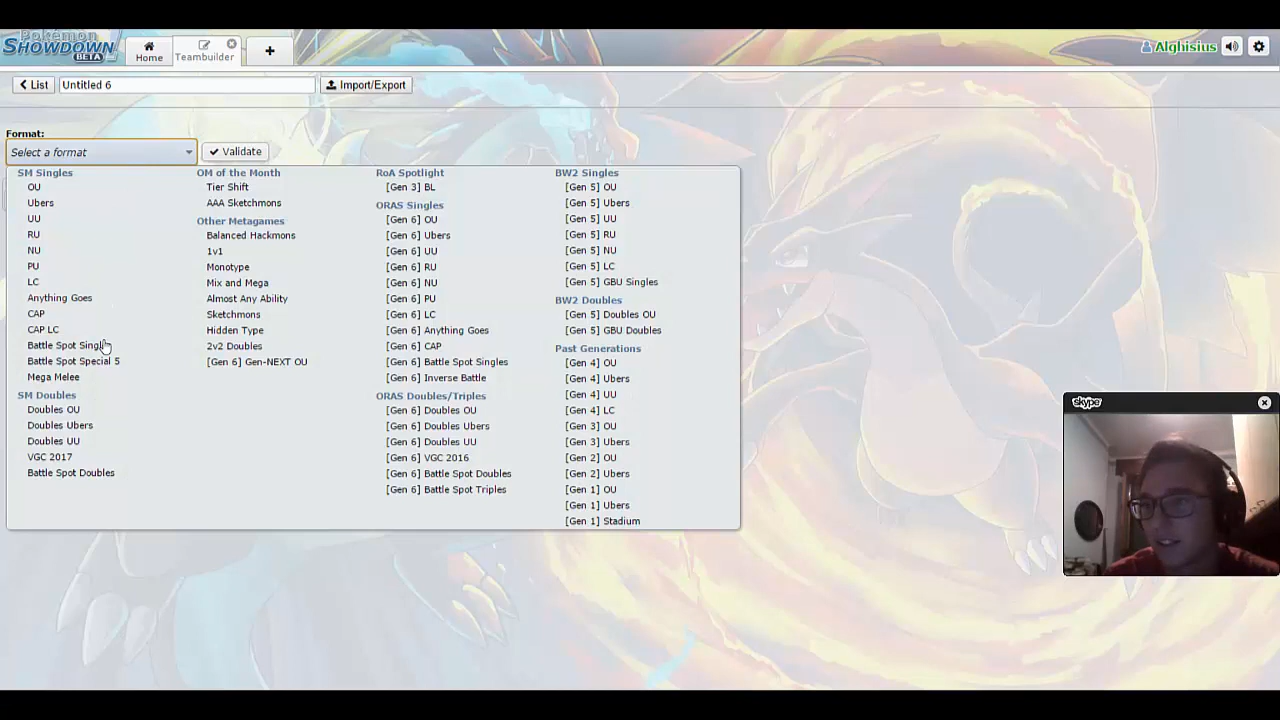 Pokémon
SHOWDOWN
BETA
Home
Teambuilder
+
Alghisius
List
Untitled 6
Import/Export
Format:
Select a format
Validate
SM Singles
OU
Ubers
UU
RU
NU
PU
LC
Anything Goes
CAP
CAP LC
Battle Spot Singles
Battle Spot Special 5
Mega Melee
SM Doubles
Doubles OU
Doubles Ubers
Doubles UU
VGC 2017
Battle Spot Doubles
OM of the Month
Tier Shift
AAA Sketchmons
Other Metagames
Balanced Hackmons
1v1
Monotype
Mix and Mega
Almost Any Ability
Sketchmons
Hidden Type
2v2 Doubles
[Gen 6] Gen-NEXT OU
RoA Spotlight
[Gen 3] BL
ORAS Singles
[Gen 6] OU
[Gen 6] Ubers
[Gen 6] UU
[Gen 6] RU
[Gen 6] NU
[Gen 6] PU
[Gen 6] LC
[Gen 6] Anything Goes
[Gen 6] CAP
[Gen 6] Battle Spot Singles
[Gen 6] Inverse Battle
ORAS Doubles/Triples
[Gen 6] Doubles OU
[Gen 6] Doubles Ubers
[Gen 6] Doubles UU
[Gen 6] VGC 2016
[Gen 6] Battle Spot Doubles
[Gen 6] Battle Spot Triples
BW2 Singles
[Gen 5] OU
[Gen 5] Ubers
[Gen 5] UU
[Gen 5] RU
[Gen 5] NU
[Gen 5] LC
[Gen 5] GBU Singles
BW2 Doubles
[Gen 5] Doubles OU
[Gen 5] GBU Doubles
Past Generations
[Gen 4] OU
[Gen 4] Ubers
[Gen 4] UU
[Gen 4] LC
[Gen 3] OU
[Gen 3] Ubers
[Gen 2] OU
[Gen 2] Ubers
[Gen 1] OU
[Gen 1] Ubers
[Gen 1] Stadium
skype